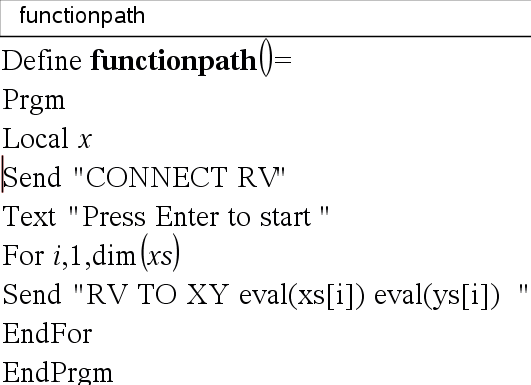 functionpath
Define functionpath()=
Prgm
Local x
Send "CONNECT RV"
Text "Press Enter to start "
For i,1,dim(xs)
Send "RV TO XY eval(xs[i]) eval(ys[i])  "
EndFor
EndPrgm